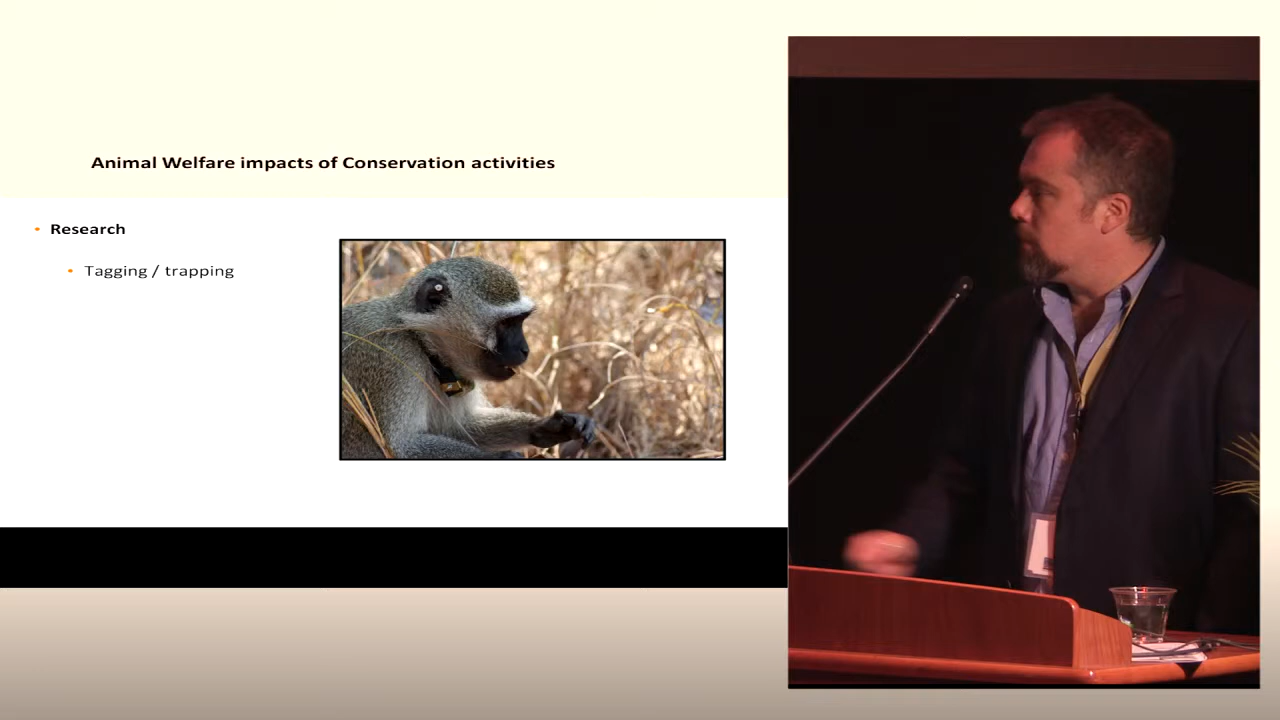 Animal Welfare impacts of Conservation activities
• Research
• Tagging / trapping